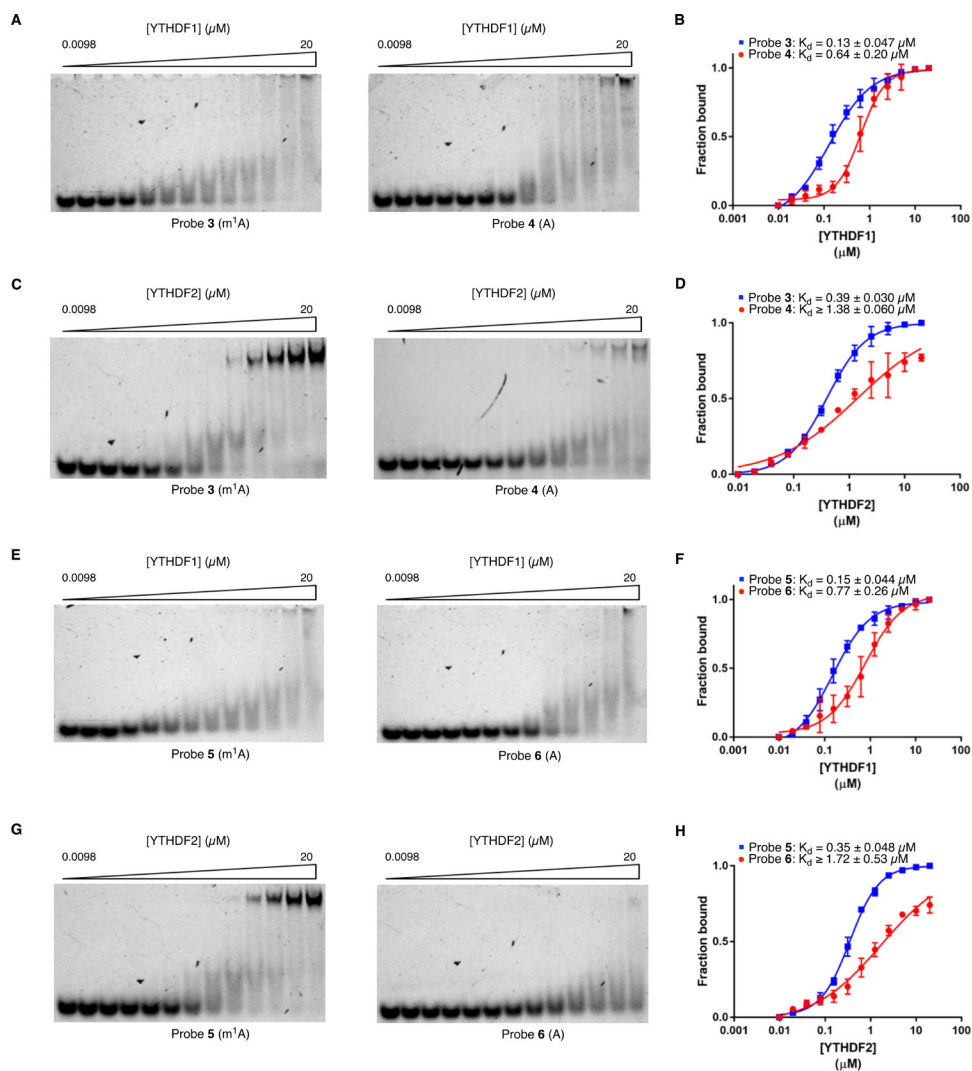 A
[YTHDF1] (µM)
0.0098
20
Probe 3 (m¹A)
[YTHDF1] (µM)
0.0098
20
Probe 4 (A)
B
Probe 3: Kd = 0.13 ± 0.047 µM
Probe 4: Kd = 0.64 ± 0.20 µM
Fraction bound
1.0
0.5
0.0
0.001 0.1 1 10 100
[YTHDF1]
(µM)
C
[YTHDF2] (µM)
0.0098
20
Probe 3 (m¹A)
[YTHDF2] (µM)
0.0098
20
Probe 4 (A)
D
Probe 3: Kd = 0.39 ± 0.030 µM
Probe 4: Kd ≥ 1.38 ± 0.060 µM
Fraction bound
1.0
0.5
0.0
0.01 0.1 1 10 100
[YTHDF2]
(µM)
E
[YTHDF1] (µM)
0.0098
20
Probe 5 (m¹A)
[YTHDF1] (µM)
0.0098
20
Probe 6 (A)
F
Probe 5: Kd = 0.15 ± 0.044 µM
Probe 6: Kd = 0.77 ± 0.26 µM
Fraction bound
1.0
0.5
0.0
0.001 0.1 1 10 100
[YTHDF1]
(µM)
G
[YTHDF2] (µM)
0.0098
20
Probe 5 (m¹A)
[YTHDF2] (µM)
0.0098
20
Probe 6 (A)
H
Probe 5: Kd = 0.35 ± 0.048 µM
Probe 6: Kd ≥ 1.72 ± 0.53 µM
Fraction bound
1.0
0.5
0.0
0.001 0.1 1 10 100
[YTHDF2]
(µM)